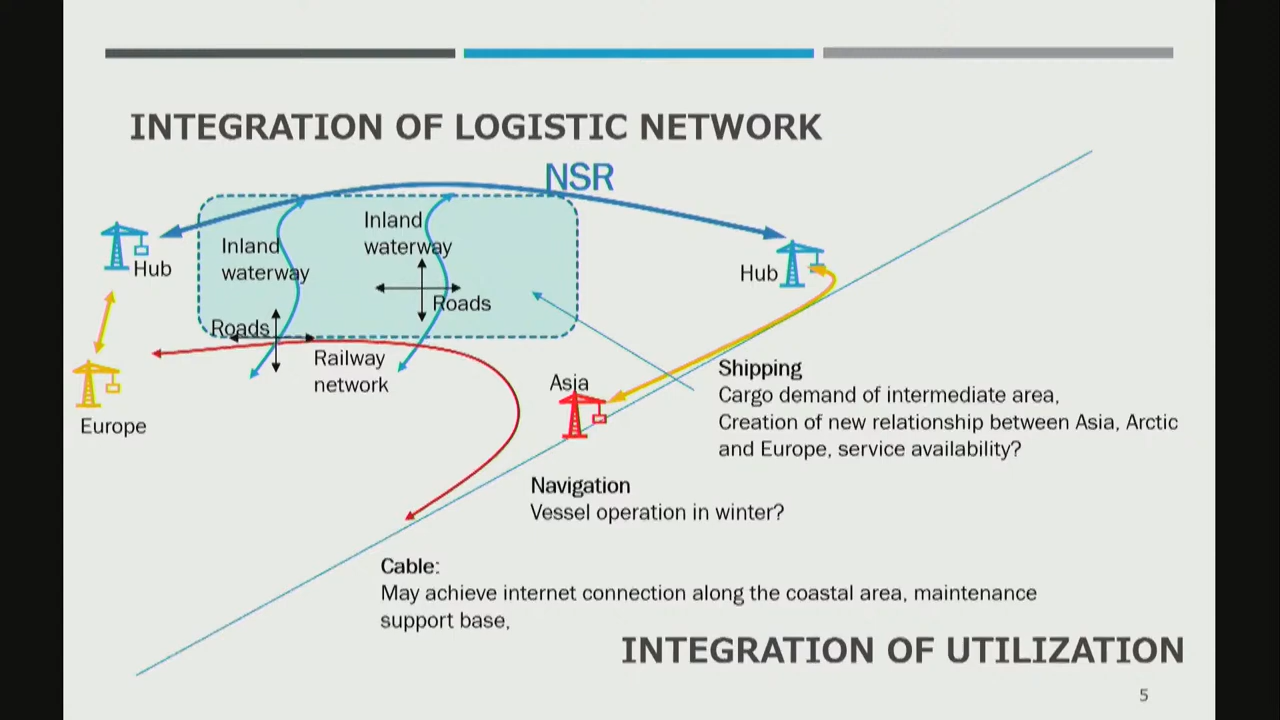 INTEGRATION OF LOGISTIC NETWORK
NSR
Inland
waterway
Inland
waterway
Hub
Hub
Roads
Roads
Railway
network
Europe
Asia
Shipping
Cargo demand of intermediate area,
Creation of new relationship between Asia, Arctic
and Europe, service availability?
Navigation
Vessel operation in winter?
Cable:
May achieve internet connection along the coastal area, maintenance
support base,
INTEGRATION OF UTILIZATION
5